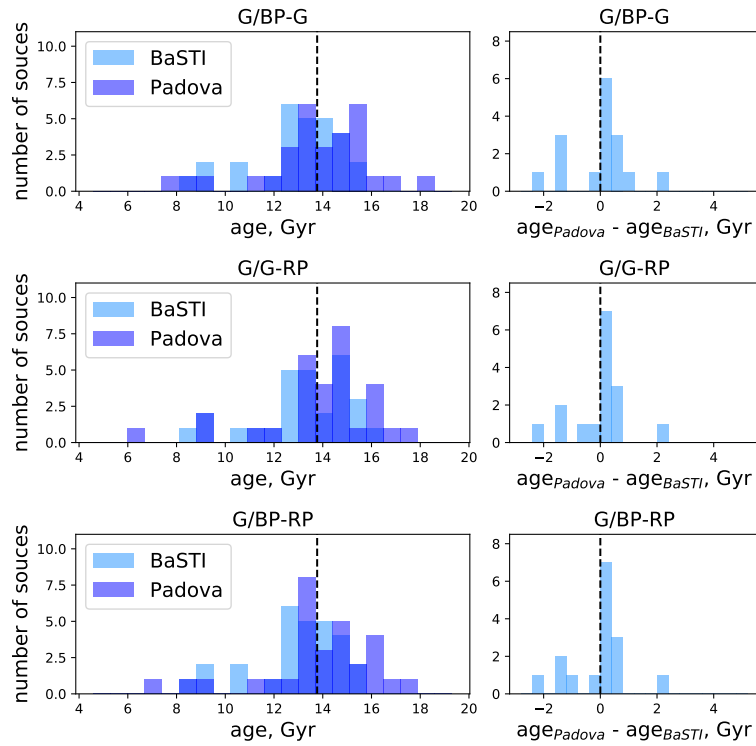 G/BP-G
G/BP-G
number of souces
10.0
7.5
5.0
2.5
0.0
BaSTI
Padova
8
6
4
2
0
4 6 8 10 12 14 16 18 20
−2 0 2 4
age, Gyr
age_Padova - age_BaSTI, Gyr
G/G-RP
G/G-RP
number of souces
10.0
7.5
5.0
2.5
0.0
BaSTI
Padova
8
6
4
2
0
4 6 8 10 12 14 16 18 20
−2 0 2 4
age, Gyr
age_Padova - age_BaSTI, Gyr
G/BP-RP
G/BP-RP
number of souces
10.0
7.5
5.0
2.5
0.0
BaSTI
Padova
8
6
4
2
0
4 6 8 10 12 14 16 18 20
−2 0 2 4
age, Gyr
age_Padova - age_BaSTI, Gyr